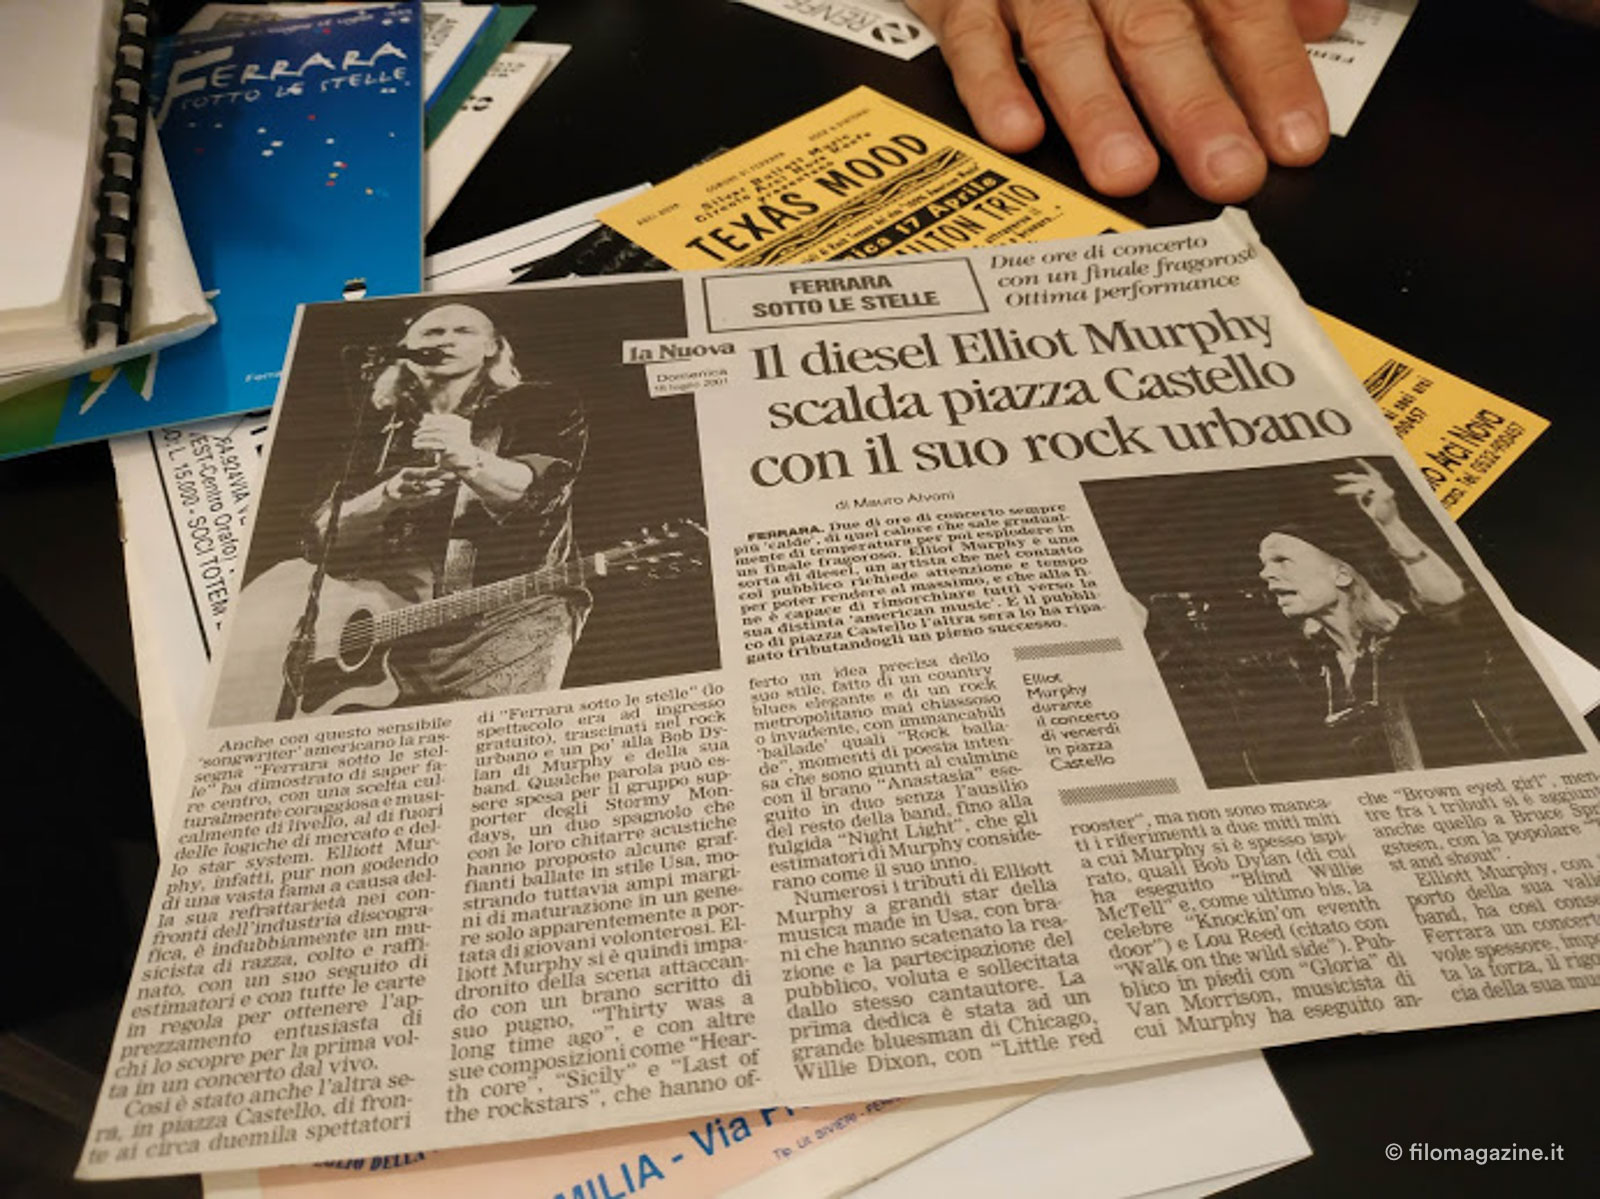 FERRARA
SOTTO LE STELLE
RENFE
TEXAS MOOD
17 Aprile
TRIO
FERRARA
SOTTO LE STELLE
Due ore di concerto
con un finale fragoroso
Ottima performance
la Nuova
Domenica
Il diesel Elliot Murphy
scalda piazza Castello
con il suo rock urbano
di Mauro Alvoni
FERRARA. Due di ore di concerto sempre
più 'calde', di quel calore che sale gradual-
mente di temperatura per poi esplodere in
un finale fragoroso. Elliot Murphy è una
sorta di diesel, un artista che nel contatto
col pubblico richiede attenzione e tempo
per poter rendere al massimo, e che alla fi-
ne è capace di rimorchiare tutti verso la
sua distinta 'american music'. E il pubbli-
co di piazza Castello l'altra sera lo ha ripa-
gato tributandogli un pieno successo.
Anche con questo sensibile
'songwriter' americano la ras-
segna "Ferrara sotto le stel-
le" ha dimostrato di saper fa-
re centro, con una scelta cul-
turalmente coraggiosa e musi-
calmente di livello, al di fuori
delle logiche di mercato e del-
lo star system. Elliott Mur-
phy, infatti, pur non godendo
di una vasta fama a causa del-
la sua refrattarietà nei con-
fronti dell'industria discogra-
fica, è indubbiamente un mu-
sicista di razza, colto e raffi-
nato, con un suo seguito di
estimatori e con tutte le carte
in regola per ottenere l'ap-
prezzamento entusiasta di
chi lo scopre per la prima vol-
ta in un concerto dal vivo.
Così è stato anche l'altra se-
ra, in piazza Castello, di fron-
te ai circa duemila spettatori
di "Ferrara sotto le stelle" (lo
spettacolo era ad ingresso
gratuito), trascinati nel rock
urbano e un po' alla Bob Dy-
lan di Murphy e della sua
band. Qualche parola può es-
sere spesa per il gruppo sup-
porter degli Stormy Mon-
days, un duo spagnolo che
con le loro chitarre acustiche
hanno proposto alcune graf-
fianti ballate in stile Usa, mo-
strando tuttavia ampi margi-
ni di maturazione in un gene-
re solo apparentemente a por-
tata di giovani volonterosi. El-
liott Murphy si è quindi impa-
dronito della scena attaccan-
do con un brano scritto di
suo pugno, "Thirty was a
long time ago", e con altre
sue composizioni come "Hear-
th core", "Sicily" e "Last of
the rockstars", che hanno of-
ferto un idea precisa dello
suo stile, fatto di un country
blues elegante e di un rock
metropolitano mai chiassoso
o invadente, con immancabili
'ballade' quali "Rock balla-
de", momenti di poesia inten-
sa che sono giunti al culmine
con il brano "Anastasia" ese-
guito in duo senza l'ausilio
del resto della band, fino alla
fulgida "Night Light", che gli
estimatori di Murphy conside-
rano come il suo inno.
Numerosi i tributi di Elliott
Murphy a grandi star della
musica made in Usa, con bra-
ni che hanno scatenato la rea-
zione e la partecipazione del
pubblico, voluta e sollecitata
dallo stesso cantautore. La
prima dedica è stata ad un
grande bluesman di Chicago,
Willie Dixon, con "Little red
Elliot
Murphy
durante
il concerto
di venerdì
in piazza
Castello
rooster", ma non sono manca-
ti i riferimenti a due miti miti
a cui Murphy si è spesso ispi-
rato, quali Bob Dylan (di cui
ha eseguito "Blind Willie
McTell" e, come ultimo bis, la
celebre "Knockin'on eventh
door") e Lou Reed (citato con
"Walk on the wild side"). Pub-
blico in piedi con "Gloria" di
Van Morrison, musicista di
cui Murphy ha eseguito an-
che "Brown eyed girl", men-
tre fra i tributi si è aggiunt
anche quello a Bruce Spri
gsteen, con la popolare
st and shout".
Elliott Murphy, con
porto della sua vali
band, ha così conse
Ferrara un concert
vole spessore, impo
ta la forza, il rigo
cia della sua mu
MILIA - Via
© filomagazine.it